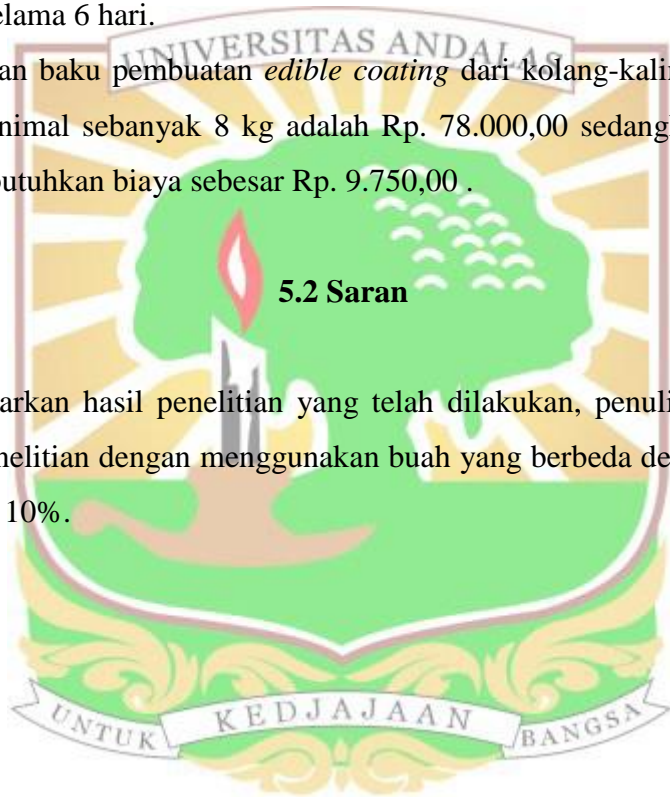 elama 6 hari.
UNIVERSITAS ANDALAS
an baku pembuatan edible coating dari kolang-kalin
nimal sebanyak 8 kg adalah Rp. 78.000,00 sedangk
butuhkan biaya sebesar Rp. 9.750,00 .
5.2 Saran
arkan hasil penelitian yang telah dilakukan, penuli
nelitian dengan menggunakan buah yang berbeda de
10%.
UNTUK KEDJAJAAN BANGSA